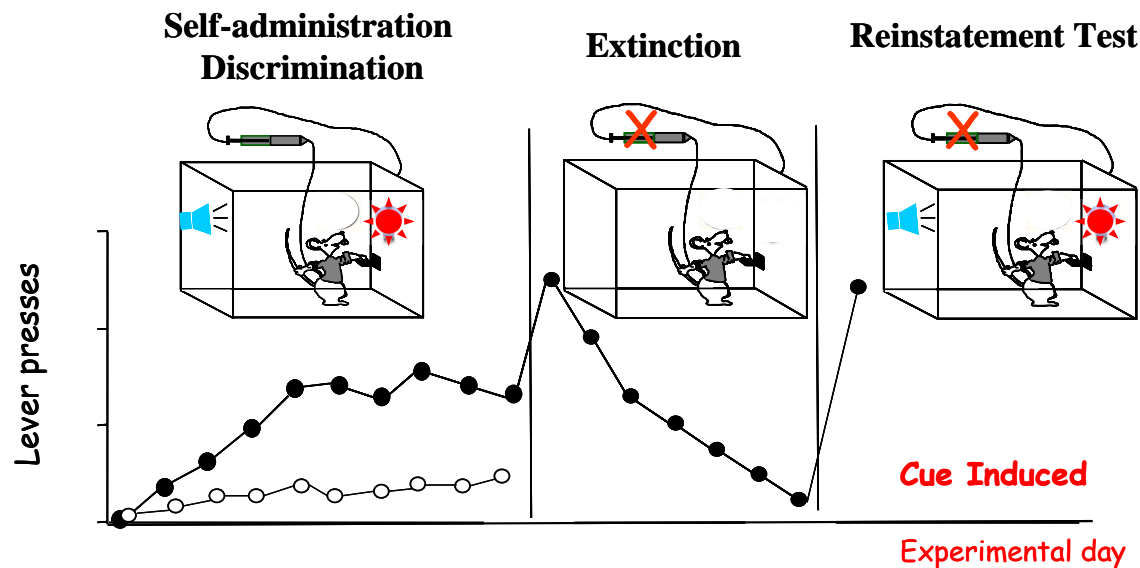 Self-administration
Discrimination
Extinction
Reinstatement Test
Lever presses
Cue Induced
Experimental day